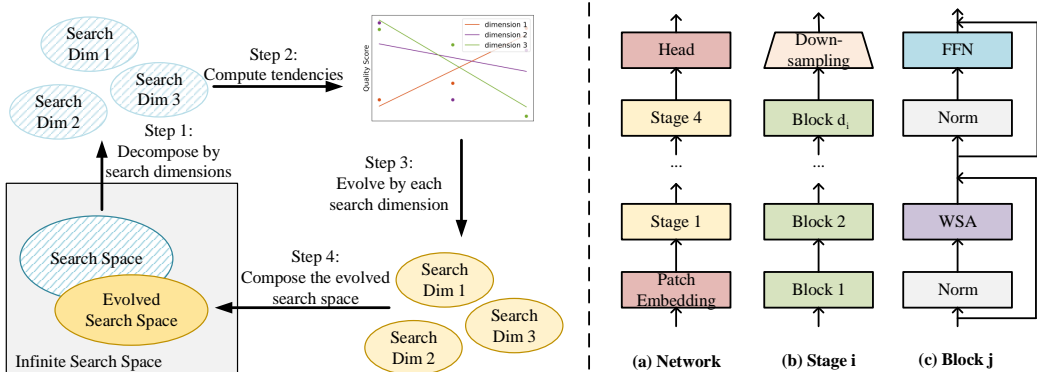 Search
Dim 1
Search
Dim 2
Search
Dim 3
Step 1:
Decompose by
search dimensions
Step 2:
Compute tendencies
Quality Score
dimension 1
dimension 2
dimension 3
Step 3:
Evolve by each
search dimension
Search
Dim 1
Search
Dim 2
Search
Dim 3
Step 4:
Compose the evolved
search space
Search Space
Evolved
Search Space
Infinite Search Space
Head
Stage 4
...
Stage 1
Patch
Embedding
(a) Network
Down-
sampling
Block dᵢ
...
Block 2
Block 1
(b) Stage i
FFN
Norm
WSA
Norm
(c) Block j